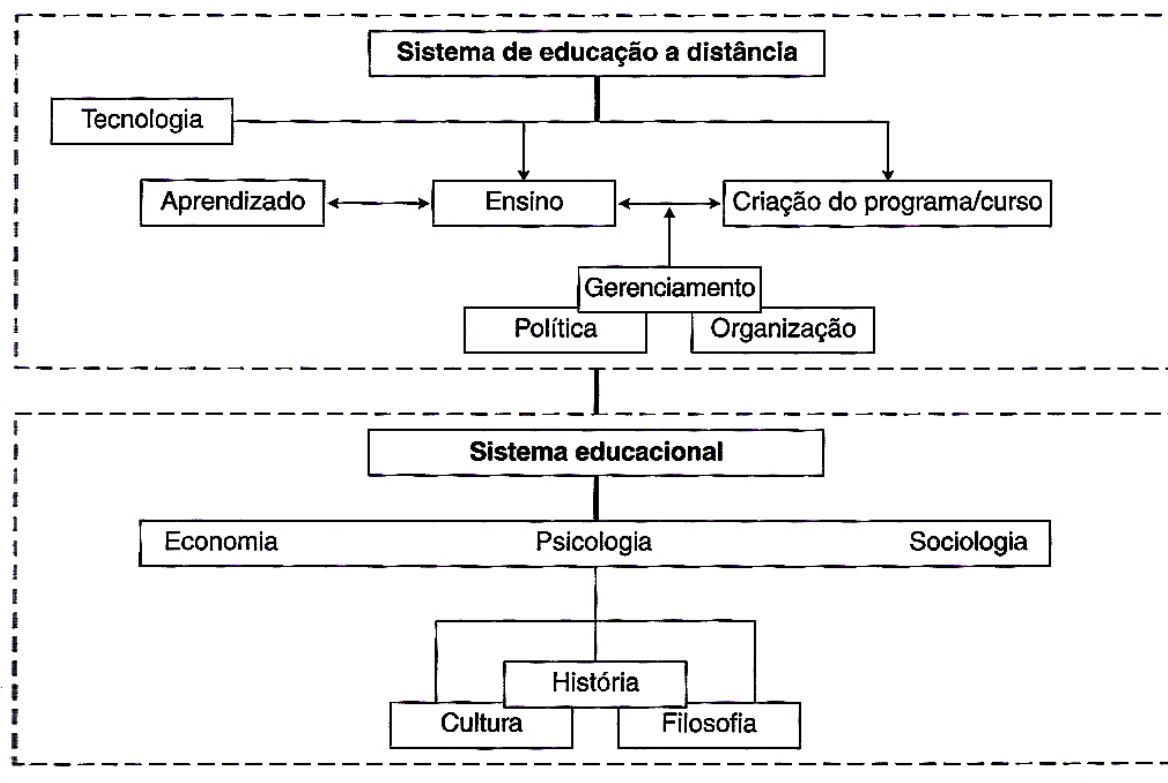 Sistema de educação a distância
Tecnologia
Aprendizado
Ensino
Criação do programa/curso
Gerenciamento
Política
Organização
Sistema educacional
Economia Psicologia Sociologia
História
Cultura
Filosofia